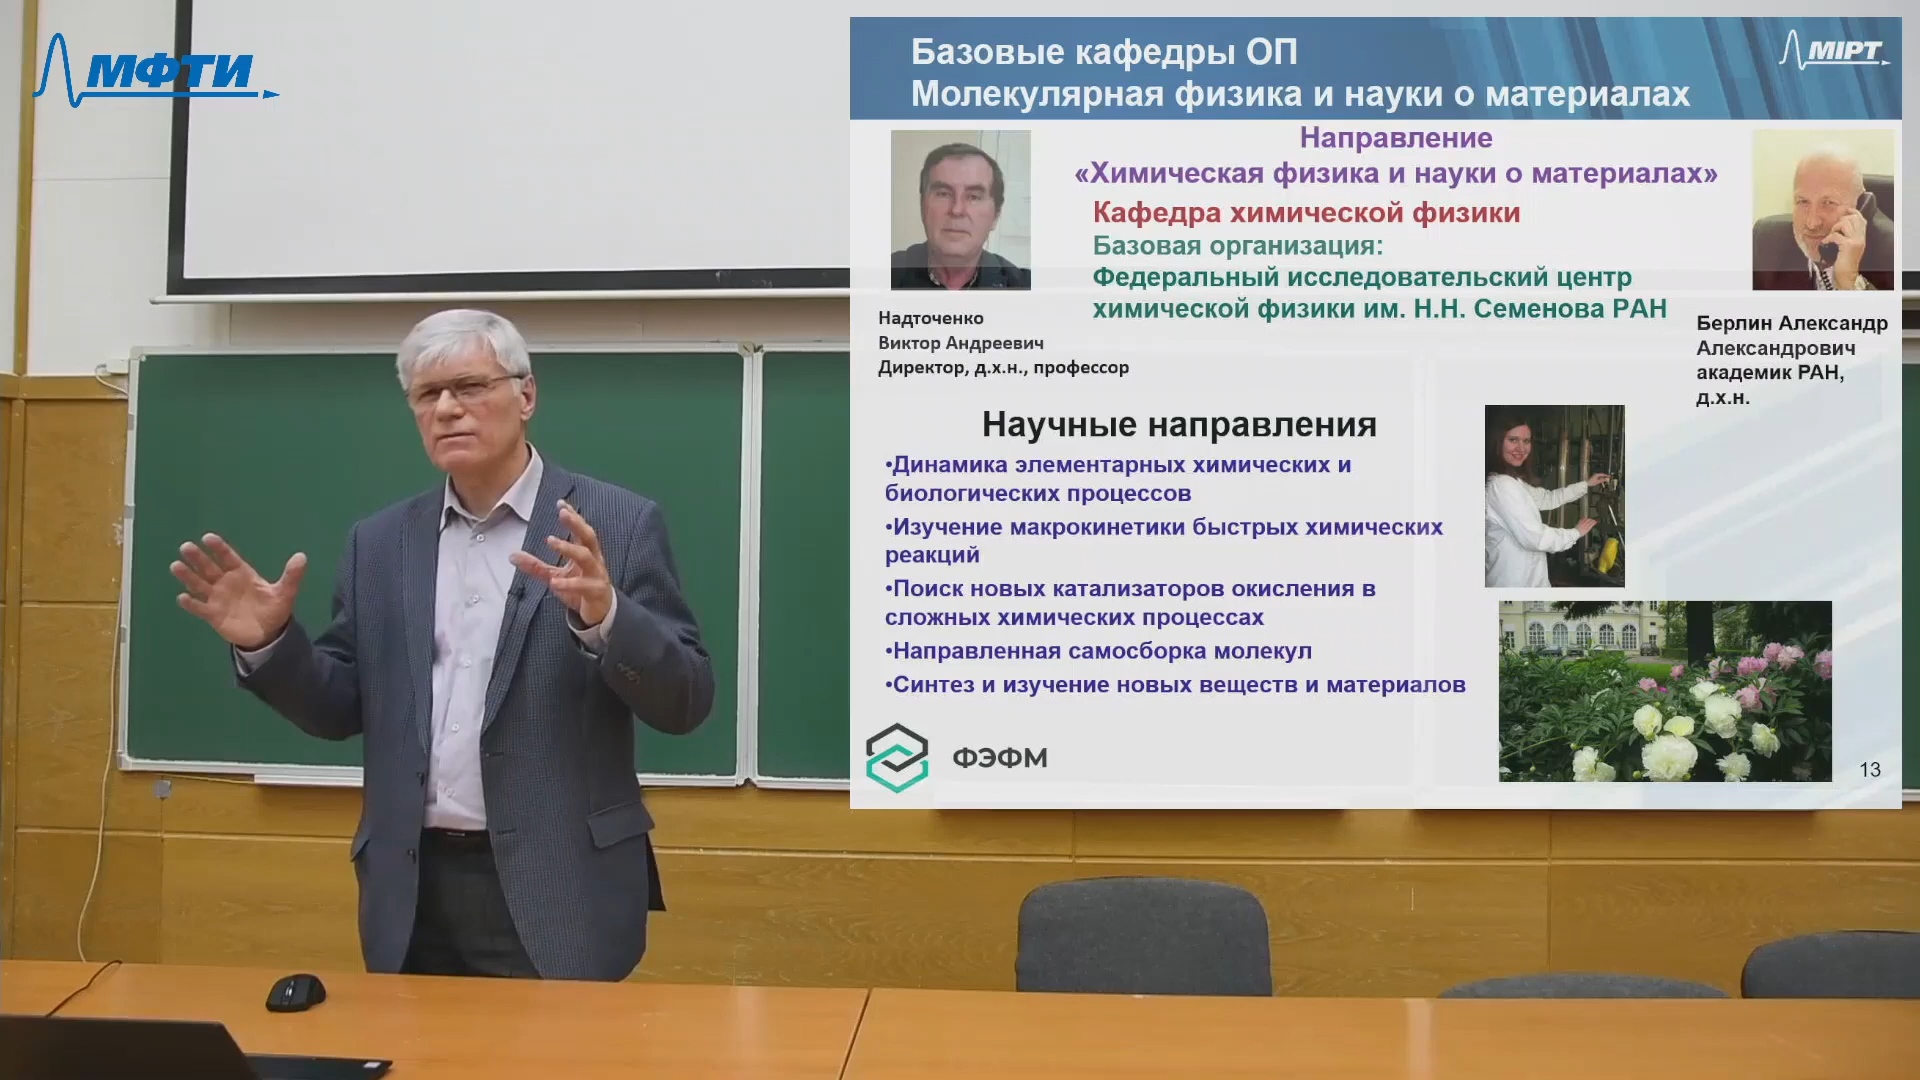 МФТИ
Базовые кафедры ОП
Молекулярная физика и науки о материалах
MIPT
Направление
«Химическая физика и науки о материалах»
Кафедра химической физики
Базовая организация:
Федеральный исследовательский центр
химической физики им. Н.Н. Семенова РАН
Надточенко
Виктор Андреевич
Директор, д.х.н., профессор
Берлин Александр
Александрович
академик РАН,
д.х.н.
Научные направления
•Динамика элементарных химических и
биологических процессов
•Изучение макрокинетики быстрых химических
реакций
•Поиск новых катализаторов окисления в
сложных химических процессах
•Направленная самосборка молекул
•Синтез и изучение новых веществ и материалов
ФЭФМ
13